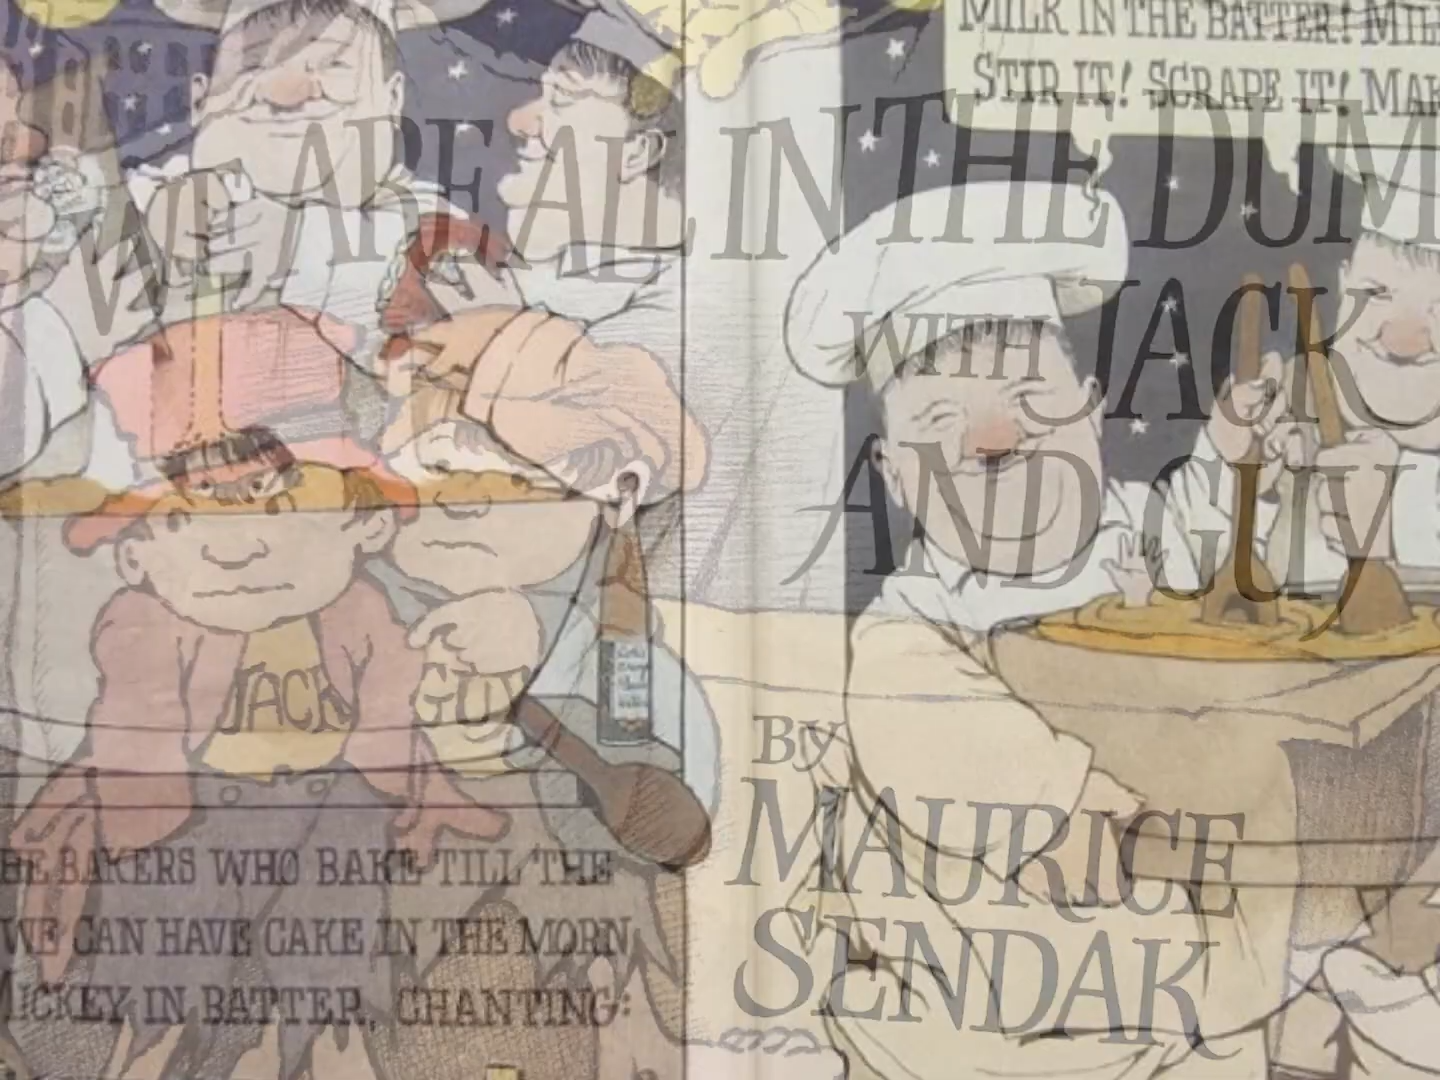 MILK IN THE BATTER! MIL
STIR IT! SCRAPE IT! MAK
WE ARE ALL IN THE DUM
WITH JACK
AND GUY
JACK GUY
BY
MAURICE
SENDAK
HE BAKERS WHO BAKE TILL THE
WE CAN HAVE CAKE IN THE MORN
MICKEY IN BATTER, CHANTING: